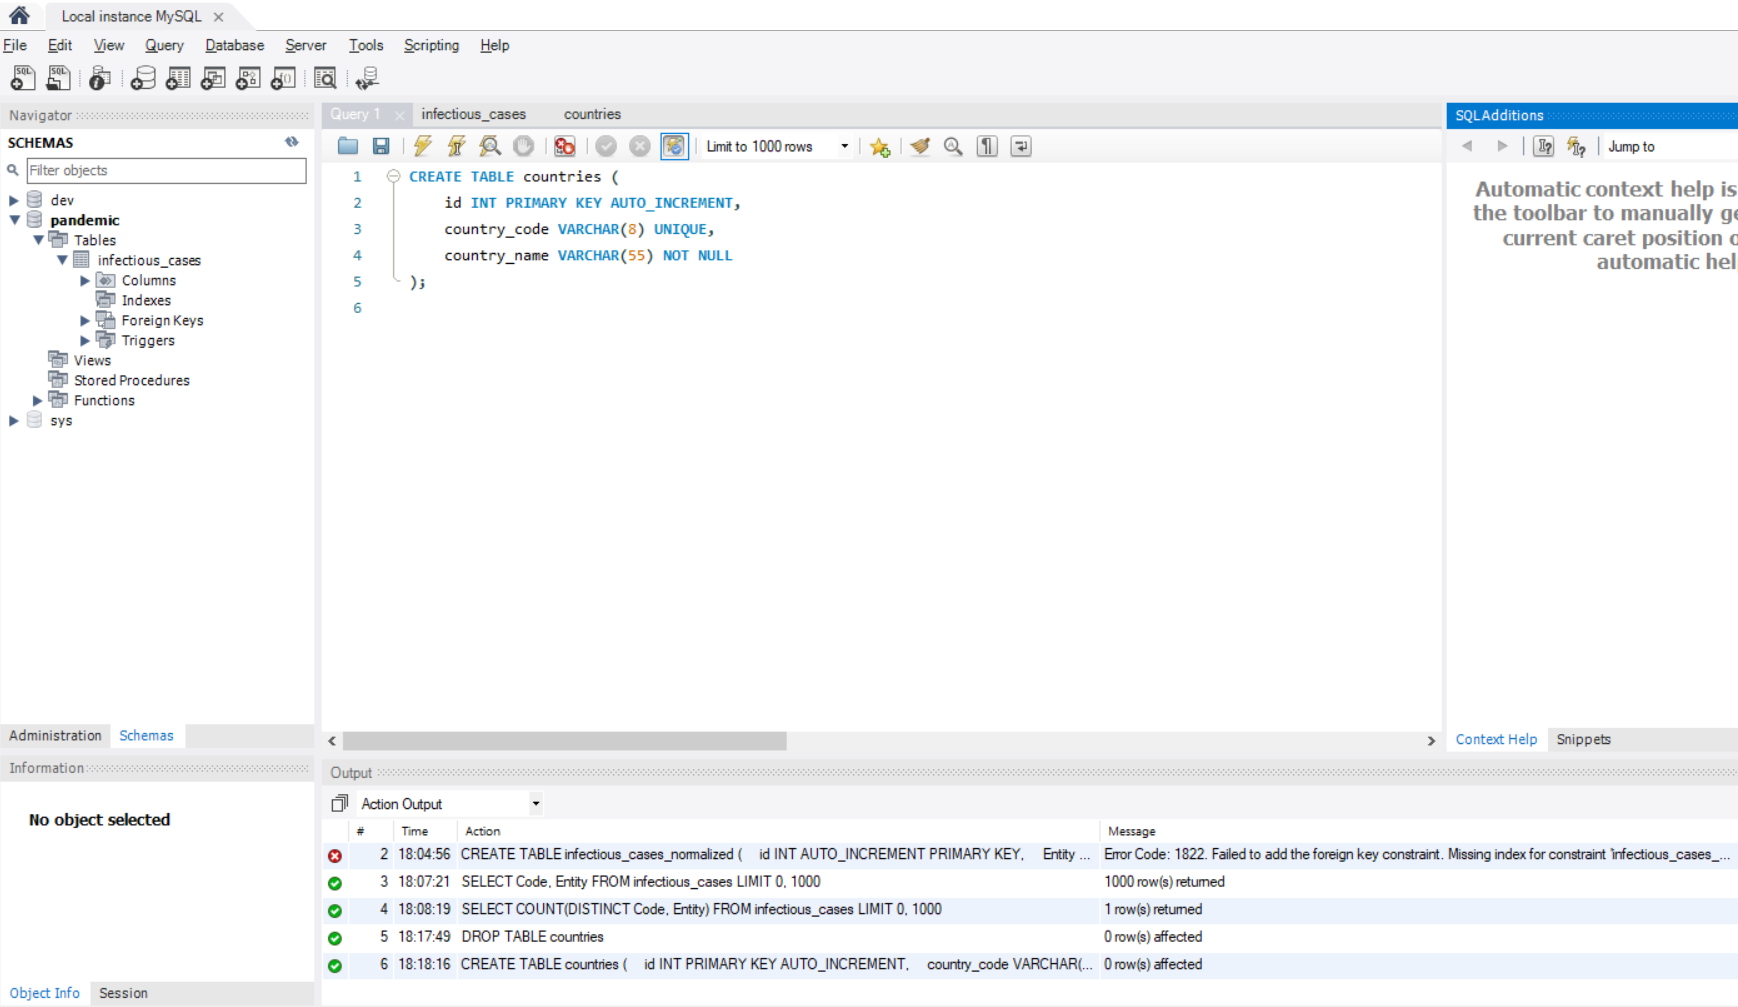 Local instance MySQL
File Edit View Query Database Server Tools Scripting Help
Navigator
SCHEMAS
Filter objects
dev
pandemic
Tables
infectious_cases
Columns
Indexes
Foreign Keys
Triggers
Views
Stored Procedures
Functions
sys
Administration Schemas
Information
No object selected
Object Info Session
Query 1 infectious_cases countries
Limit to 1000 rows
1 CREATE TABLE countries (
2 id INT PRIMARY KEY AUTO_INCREMENT,
3 country_code VARCHAR(8) UNIQUE,
4 country_name VARCHAR(55) NOT NULL
5 );
6
SQLAdditions
Jump to
Automatic context help is
the toolbar to manually ge
current caret position o
automatic hel
Context Help Snippets
Output
Action Output
# Time Action Message
2 18:04:56 CREATE TABLE infectious_cases_normalized ( id INT AUTO_INCREMENT PRIMARY KEY, Entity ... Error Code: 1822. Failed to add the foreign key constraint. Missing index for constraint 'infectious_cases_...
3 18:07:21 SELECT Code, Entity FROM infectious_cases LIMIT 0, 1000 1000 row(s) returned
4 18:08:19 SELECT COUNT(DISTINCT Code, Entity) FROM infectious_cases LIMIT 0, 1000 1 row(s) returned
5 18:17:49 DROP TABLE countries 0 row(s) affected
6 18:18:16 CREATE TABLE countries ( id INT PRIMARY KEY AUTO_INCREMENT, country_code VARCHAR(... 0 row(s) affected